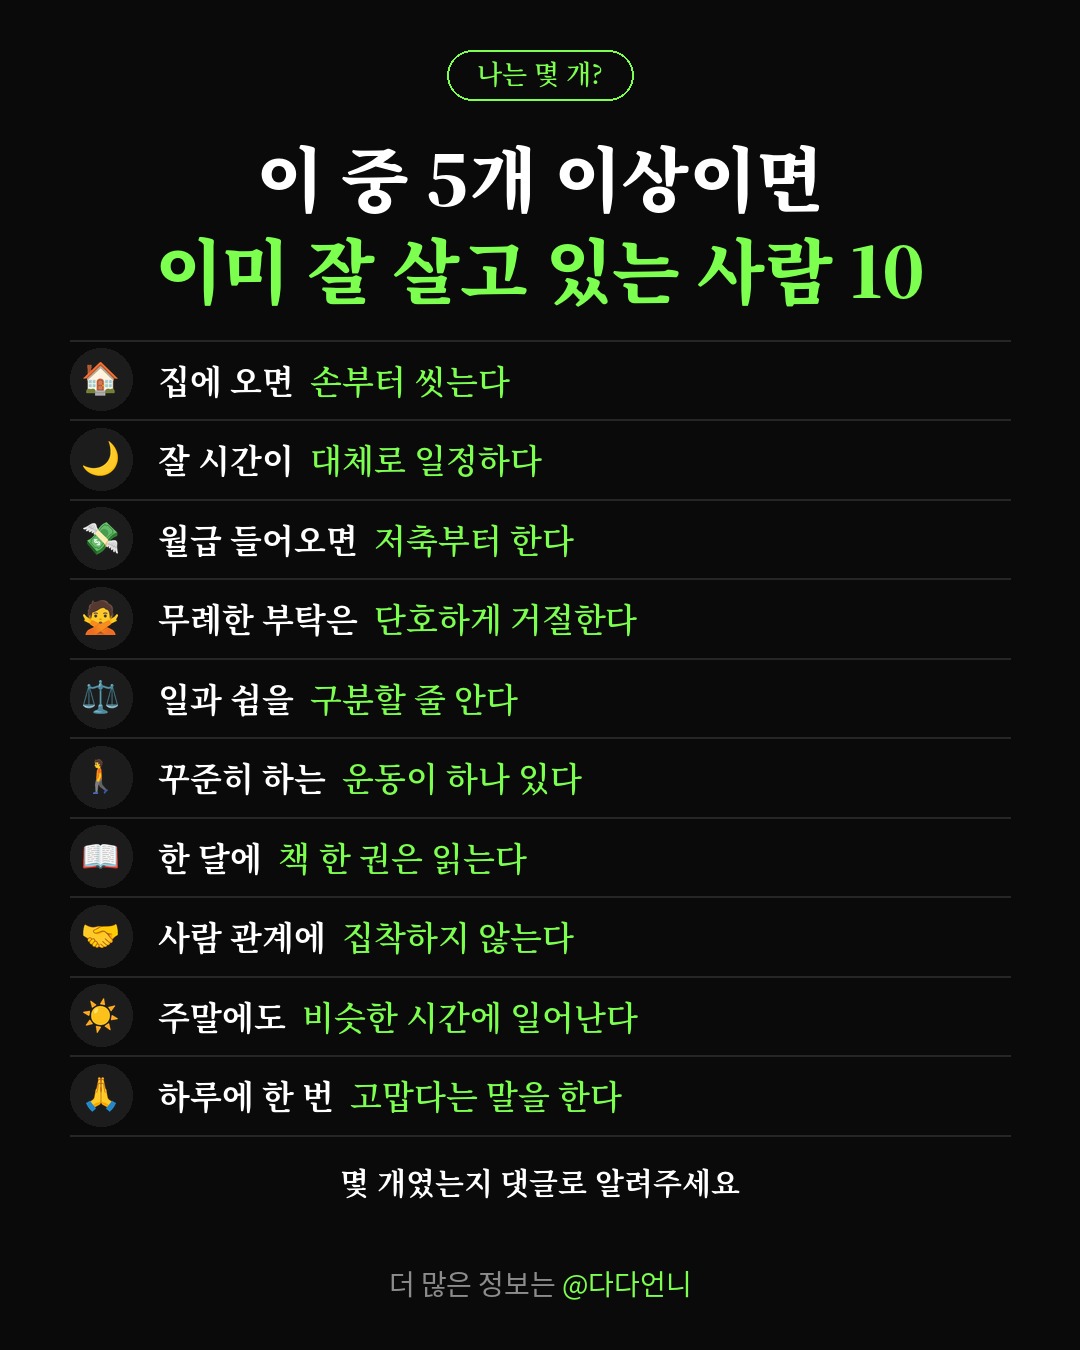 나는 몇 개?
이 중 5개 이상이면
이미 잘 살고 있는 사람 10
집에 오면 손부터 씻는다
잘 시간이 대체로 일정하다
월급 들어오면 저축부터 한다
무례한 부탁은 단호하게 거절한다
일과 쉼을 구분할 줄 안다
꾸준히 하는 운동이 하나 있다
한 달에 책 한 권은 읽는다
사람 관계에 집착하지 않는다
주말에도 비슷한 시간에 일어난다
하루에 한 번 고맙다는 말을 한다
몇 개였는지 댓글로 알려주세요
더 많은 정보는 @다다언니